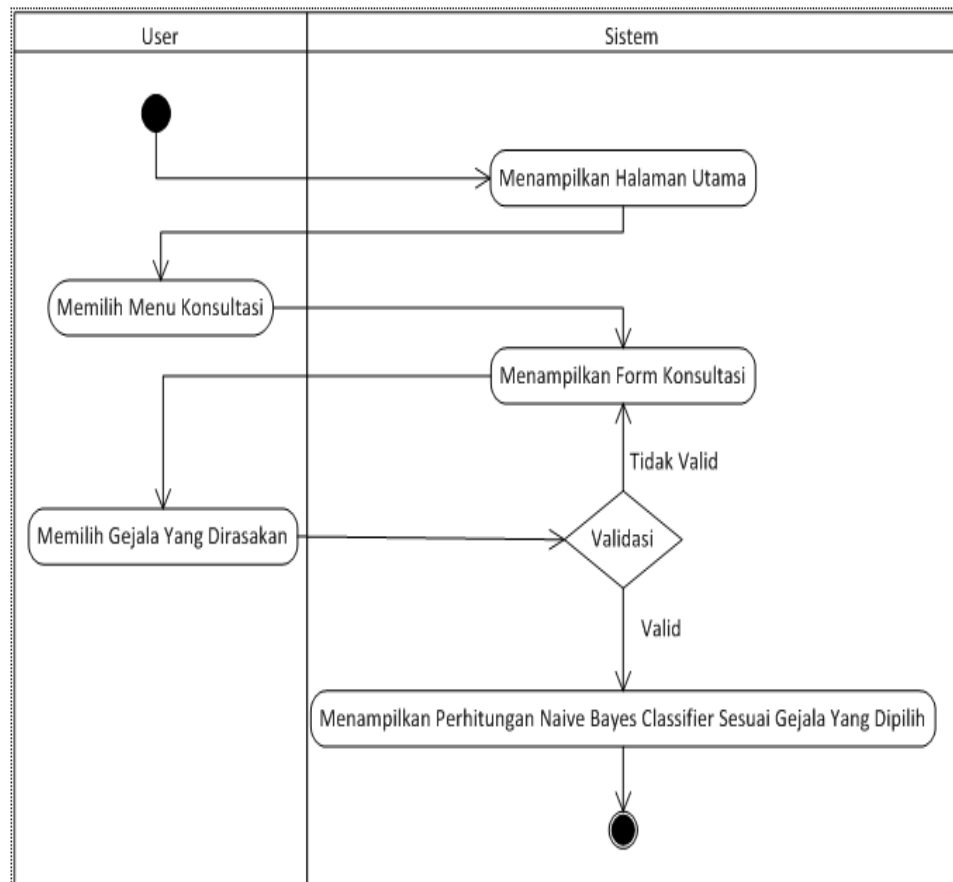 User
Sistem
Menampilkan Halaman Utama
Memilih Menu Konsultasi
Menampilkan Form Konsultasi
Tidak Valid
Memilih Gejala Yang Dirasakan
Validasi
Valid
Menampilkan Perhitungan Naive Bayes Classifier Sesuai Gejala Yang Dipilih